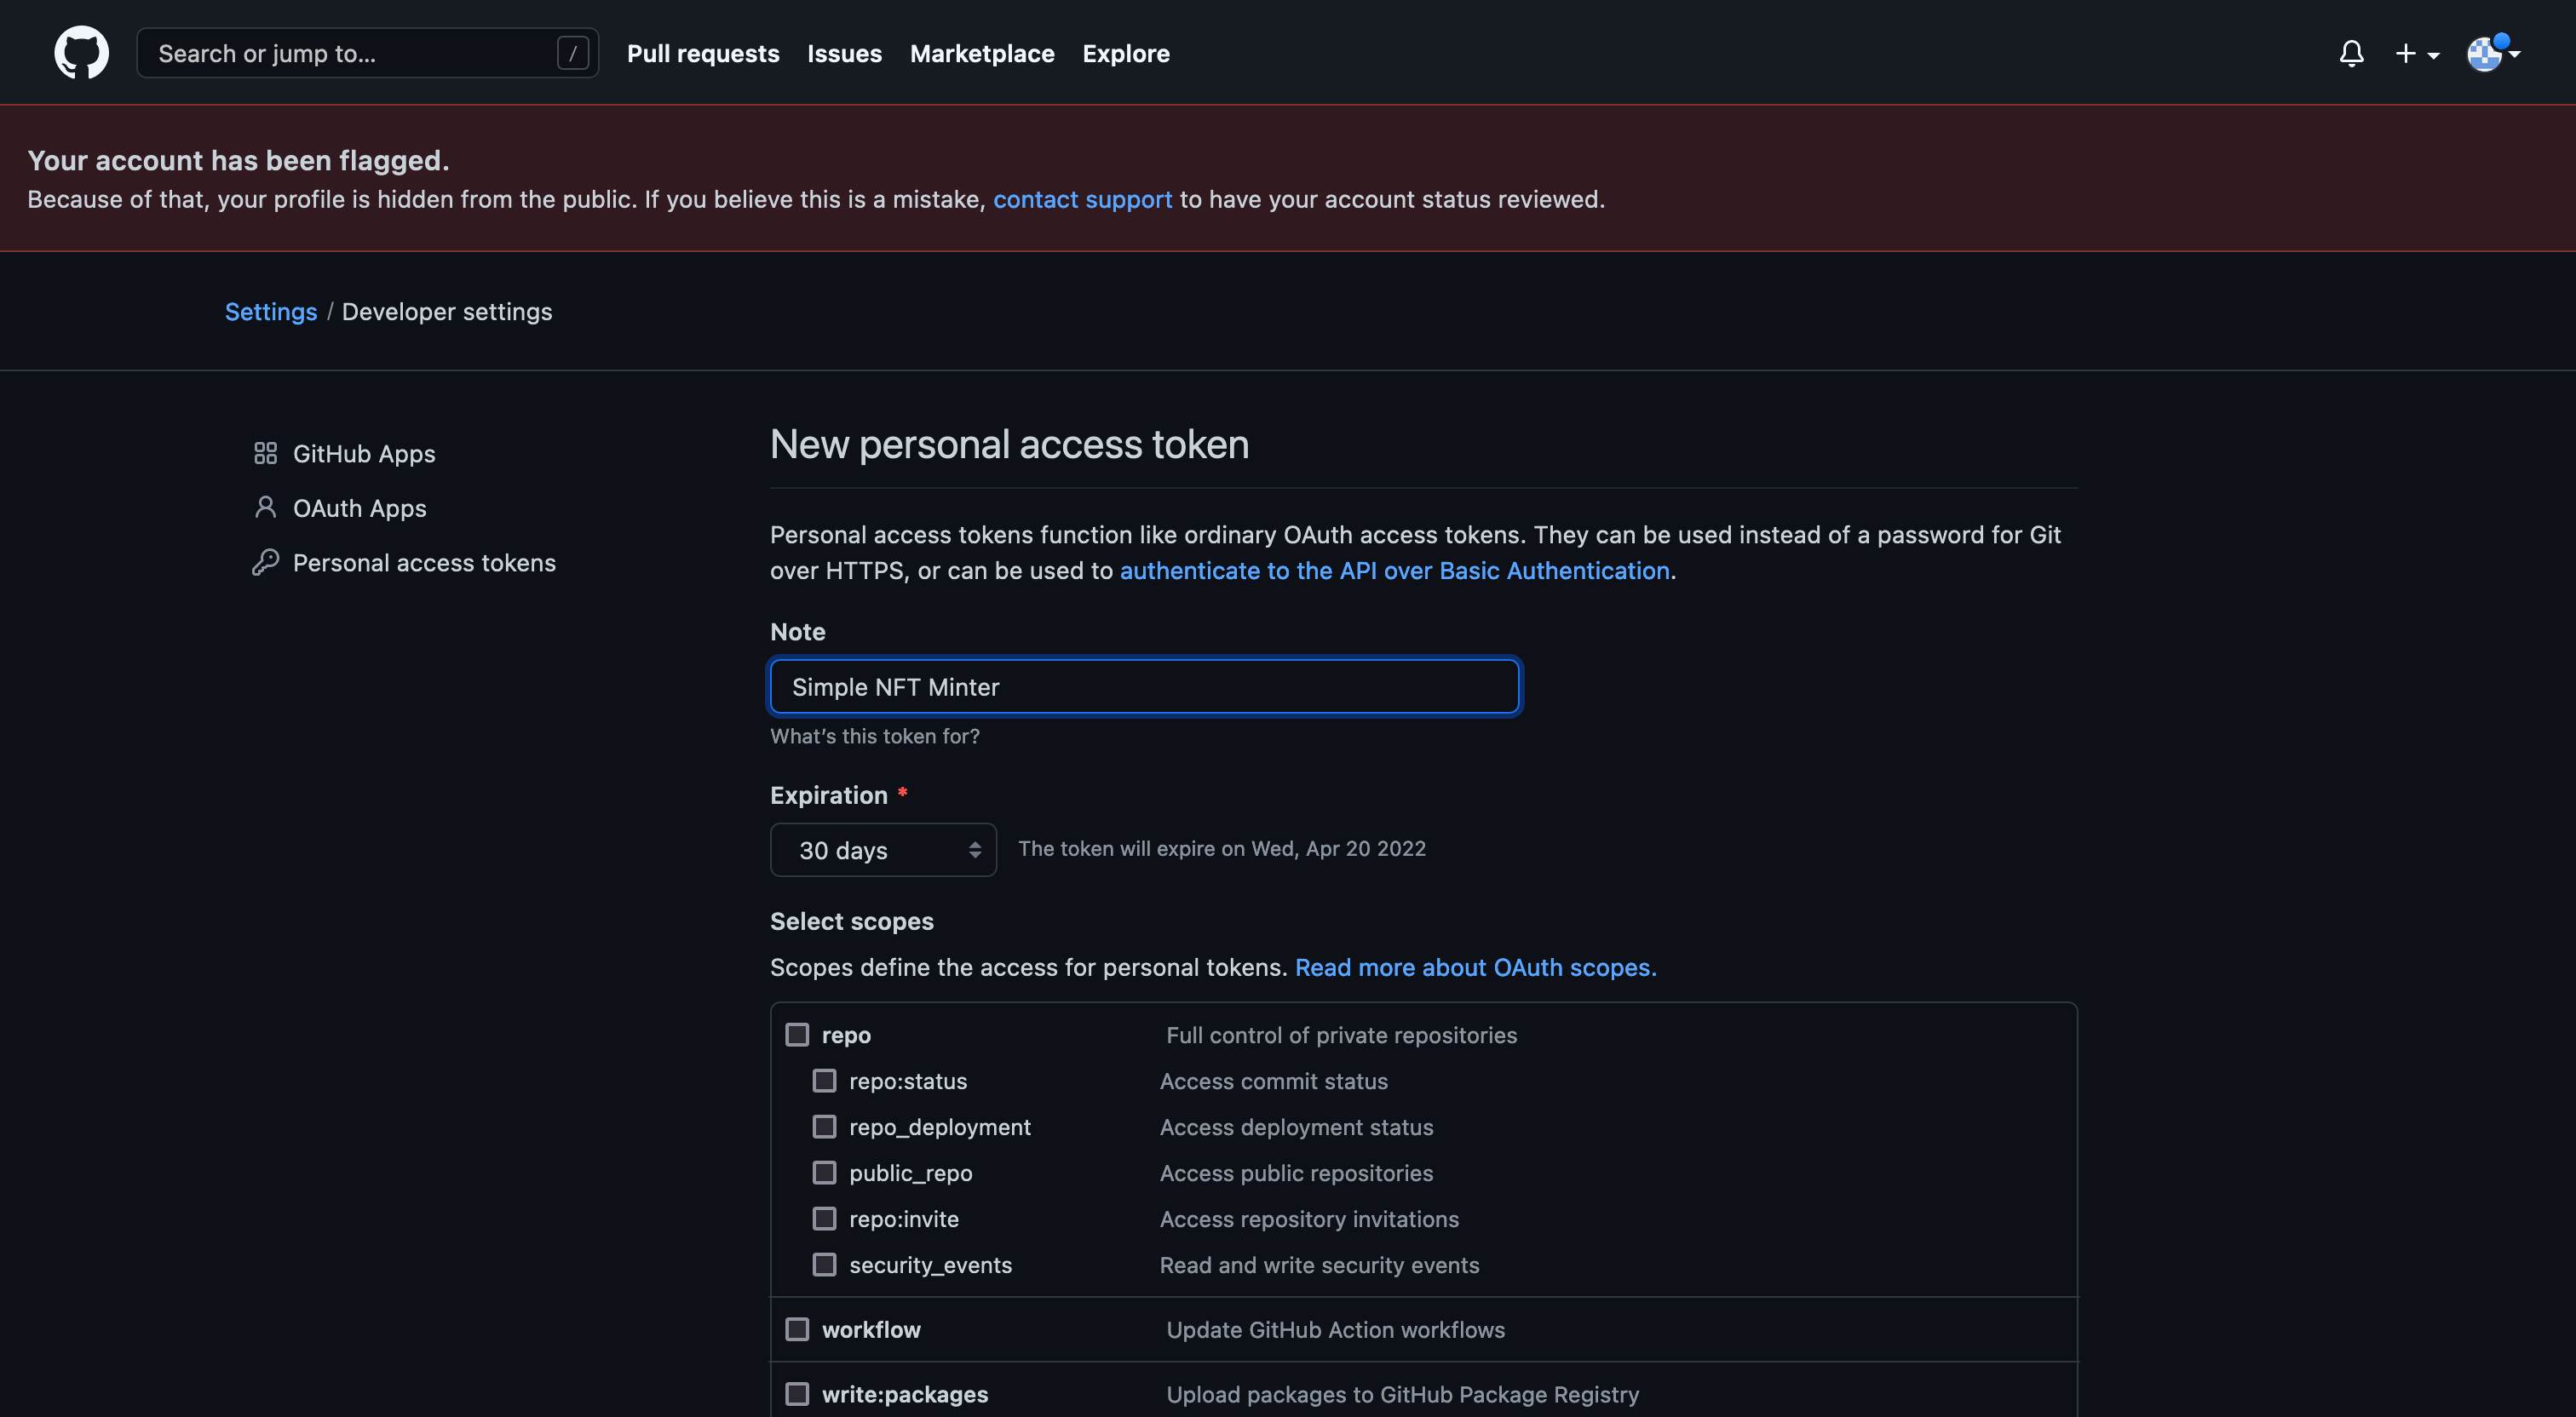 Search or jump to...
/
Pull requests
Issues
Marketplace
Explore
Your account has been flagged.
Because of that, your profile is hidden from the public. If you believe this is a mistake, contact support to have your account status reviewed.
Settings / Developer settings
GitHub Apps
OAuth Apps
Personal access tokens
New personal access token
Personal access tokens function like ordinary OAuth access tokens. They can be used instead of a password for Git
over HTTPS, or can be used to authenticate to the API over Basic Authentication.
Note
Simple NFT Minter
What's this token for?
Expiration *
30 days
The token will expire on Wed, Apr 20 2022
Select scopes
Scopes define the access for personal tokens. Read more about OAuth scopes.
repo Full control of private repositories
repo:status Access commit status
repo_deployment Access deployment status
public_repo Access public repositories
repo:invite Access repository invitations
security_events Read and write security events
workflow Update GitHub Action workflows
write:packages Upload packages to GitHub Package Registry